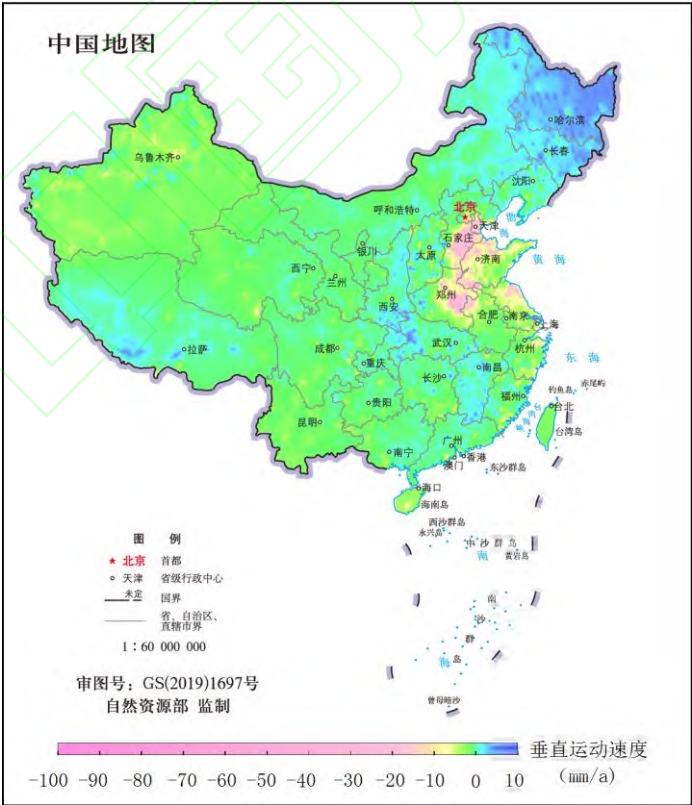 中国地图
哈尔滨
长春
乌鲁木齐
沈阳
呼和浩特
北京
渤
海
天津
石家庄
银川
太原
济南
黄 海
西宁
兰州
郑州
西安
合肥
南京
上海
拉萨
成都
武汉
杭州
东 海
重庆
长沙
南昌
钓鱼岛
赤尾屿
贵阳
福州
台北
昆明
台湾岛
南宁
广州
香港
澳门
东沙群岛
海口
海南岛
西沙群岛
永兴岛
中沙群岛
南
黄岩岛
南
沙
群
岛
海
曾母暗沙
图 例
北京 首都
天津 省级行政中心
未定 国界
省、自治区、
直辖市界
1:60 000 000
审图号：GS(2019)1697号
自然资源部 监制
垂直运动速度
-100 -90 -80 -70 -60 -50 -40 -30 -20 -10 0 10 (mm/a)